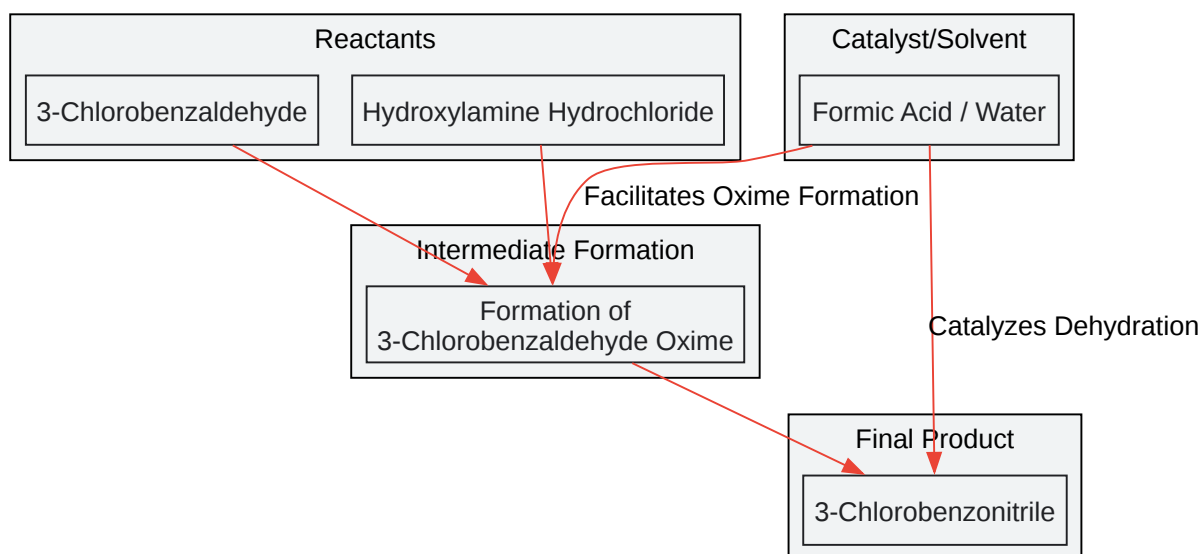 Reactants
Catalyst/Solvent
3-Chlorobenzaldehyde
Hydroxylamine Hydrochloride
Formic Acid / Water
Facilitates Oxime Formation
Intermediate Formation
Formation of
3-Chlorobenzaldehyde Oxime
Catalyzes Dehydration
Final Product
3-Chlorobenzonitrile